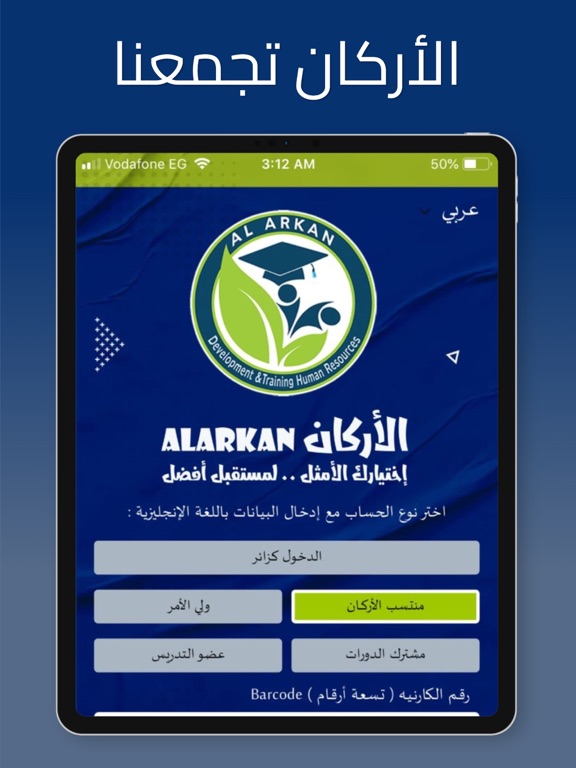 الأركان تجمعنا
Vodafone EG 3:12 AM 50%
عربي
AL ARKAN
Development &Training Human Resources
الأركان ALARKAN
إختيارك الأمثل .. لمستقبل أفضل
اختر نوع الحساب مع إدخال البيانات باللغة الإنجليزية :
الدخول كزائر
منتسب الأركان
ولي الأمر
مشترك الدورات
عضو التدريس
رقم الكارنيه ( تسعة أرقام ) Barcode